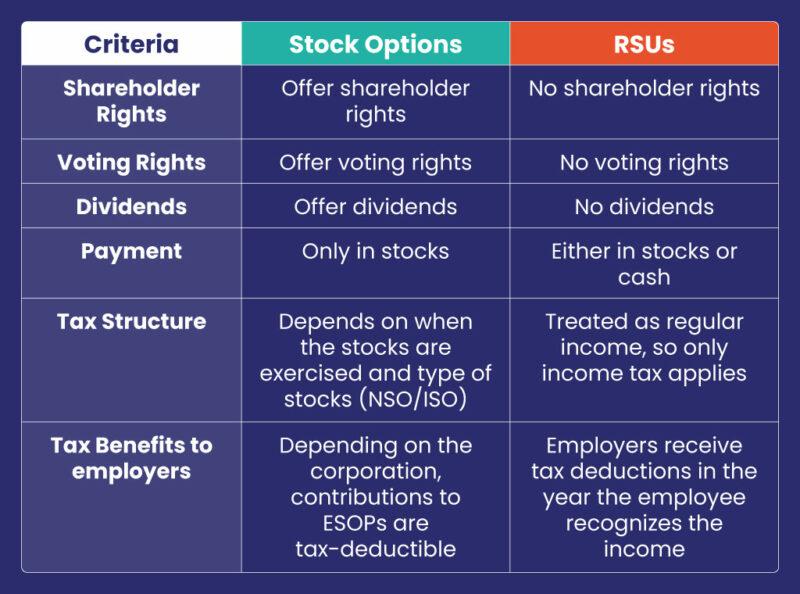 Criteria Stock Options RSUs
Shareholder Rights Offer shareholder rights No shareholder rights
Voting Rights Offer voting rights No voting rights
Dividends Offer dividends No dividends
Payment Only in stocks Either in stocks or cash
Tax Structure Depends on when the stocks are exercised and type of stocks (NSO/ISO) Treated as regular income, so only income tax applies
Tax Benefits to employers Depending on the corporation, contributions to ESOPs are tax-deductible Employers receive tax deductions in the year the employee recognizes the income